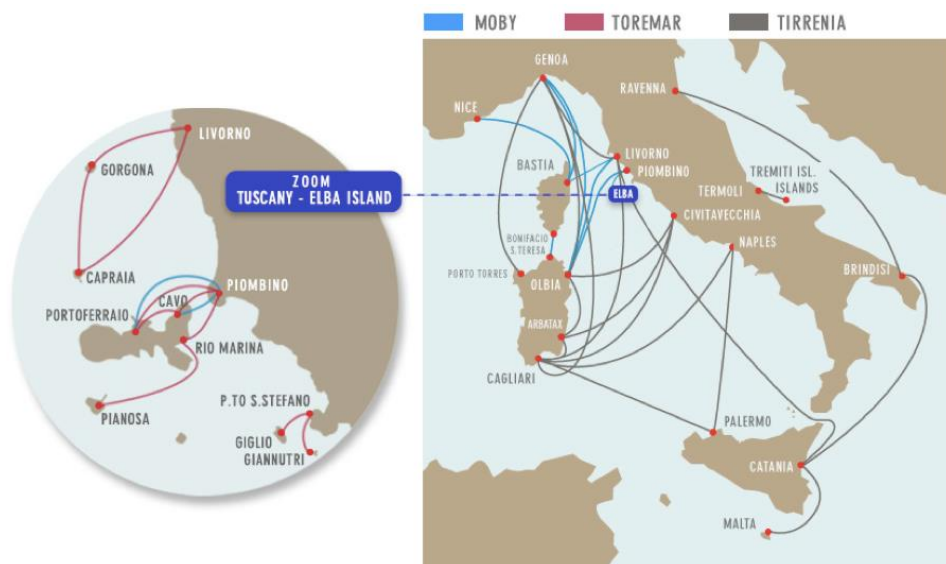 MOBY
TOREMAR
TIRRENIA
LIVORNO
GORGONA
CAPRAIA
PORTOFERRAIO
CAVO
PIOMBINO
RIO MARINA
PIANOSA
P.TO S.STEFANO
GIGLIO
GIANNUTRI
ZOOM
TUSCANY - ELBA ISLAND
GENOA
NICE
RAVENNA
BASTIA
LIVORNO
PIOMBINO
ELBA
TREMITI ISL.
ISLANDS
TERMOLI
CIVITAVECCHIA
BONIFACIO
S.TERESA
NAPLES
PORTO TORRES
OLBIA
BRINDISI
ARBATAX
CAGLIARI
PALERMO
CATANIA
MALTA